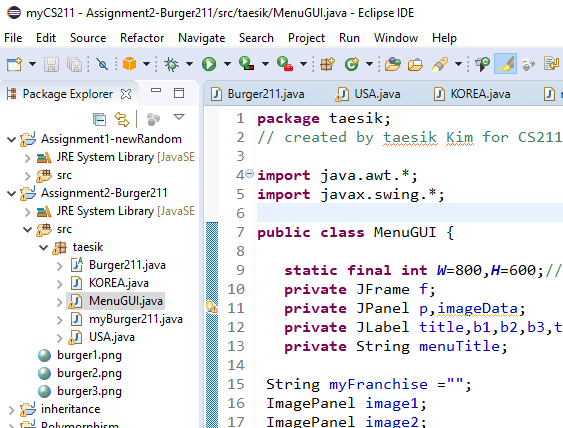 myCS211 - Assignment2-Burger211/src/taesik/MenuGUI.java - Eclipse IDE
File Edit Source Refactor Navigate Search Project Run Window Help
Package Explorer
Burger211.java USA.java KOREA.java
Assignment1-newRandom
JRE System Library [JavaSE
src
Assignment2-Burger211
JRE System Library [JavaSE
src
taesik
Burger211.java
KOREA.java
MenuGUI.java
myBurger211.java
USA.java
burger1.png
burger2.png
burger3.png
inheritance
Polymorphism
1 package taesik;
2 // created by taesik Kim for CS211
3
4 import java.awt.*;
5 import javax.swing.*;
6
7 public class MenuGUI {
8
9 static final int W=800,H=600;//
10 private JFrame f;
11 private JPanel p,imageData;
12 private JLabel title,b1,b2,b3,t
13 private String menuTitle;
14
15 String myFranchise ="";
16 ImagePanel image1;
17 ImagePanel image2;